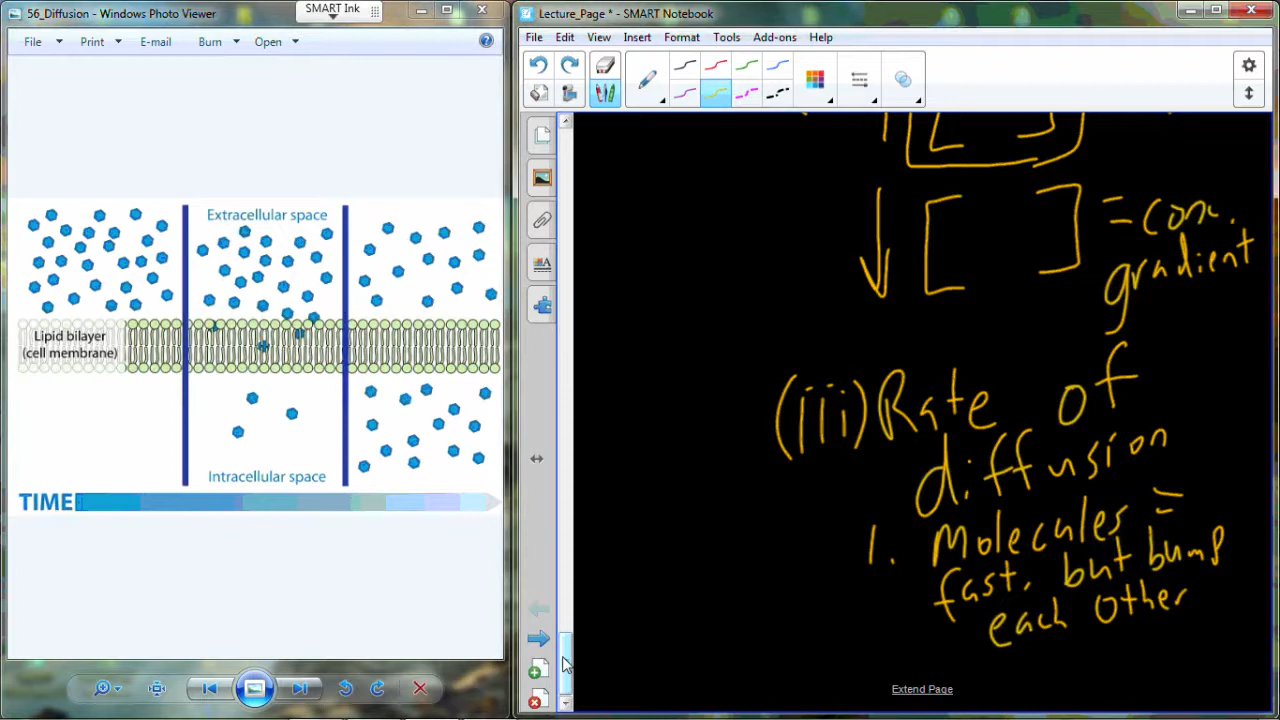 56_Diffusion - Windows Photo Viewer
SMART Ink
File Print E-mail Burn Open
Extracellular space
Lipid bilayer
(cell membrane)
Intracellular space
TIME
Lecture_Page * - SMART Notebook
File Edit View Insert Format Tools Add-ons Help
[ ]
↓ [ ] = conc.
gradient
(iii) Rate of
diffusion
1. Molecules =
fast, but bump
each other
Extend Page